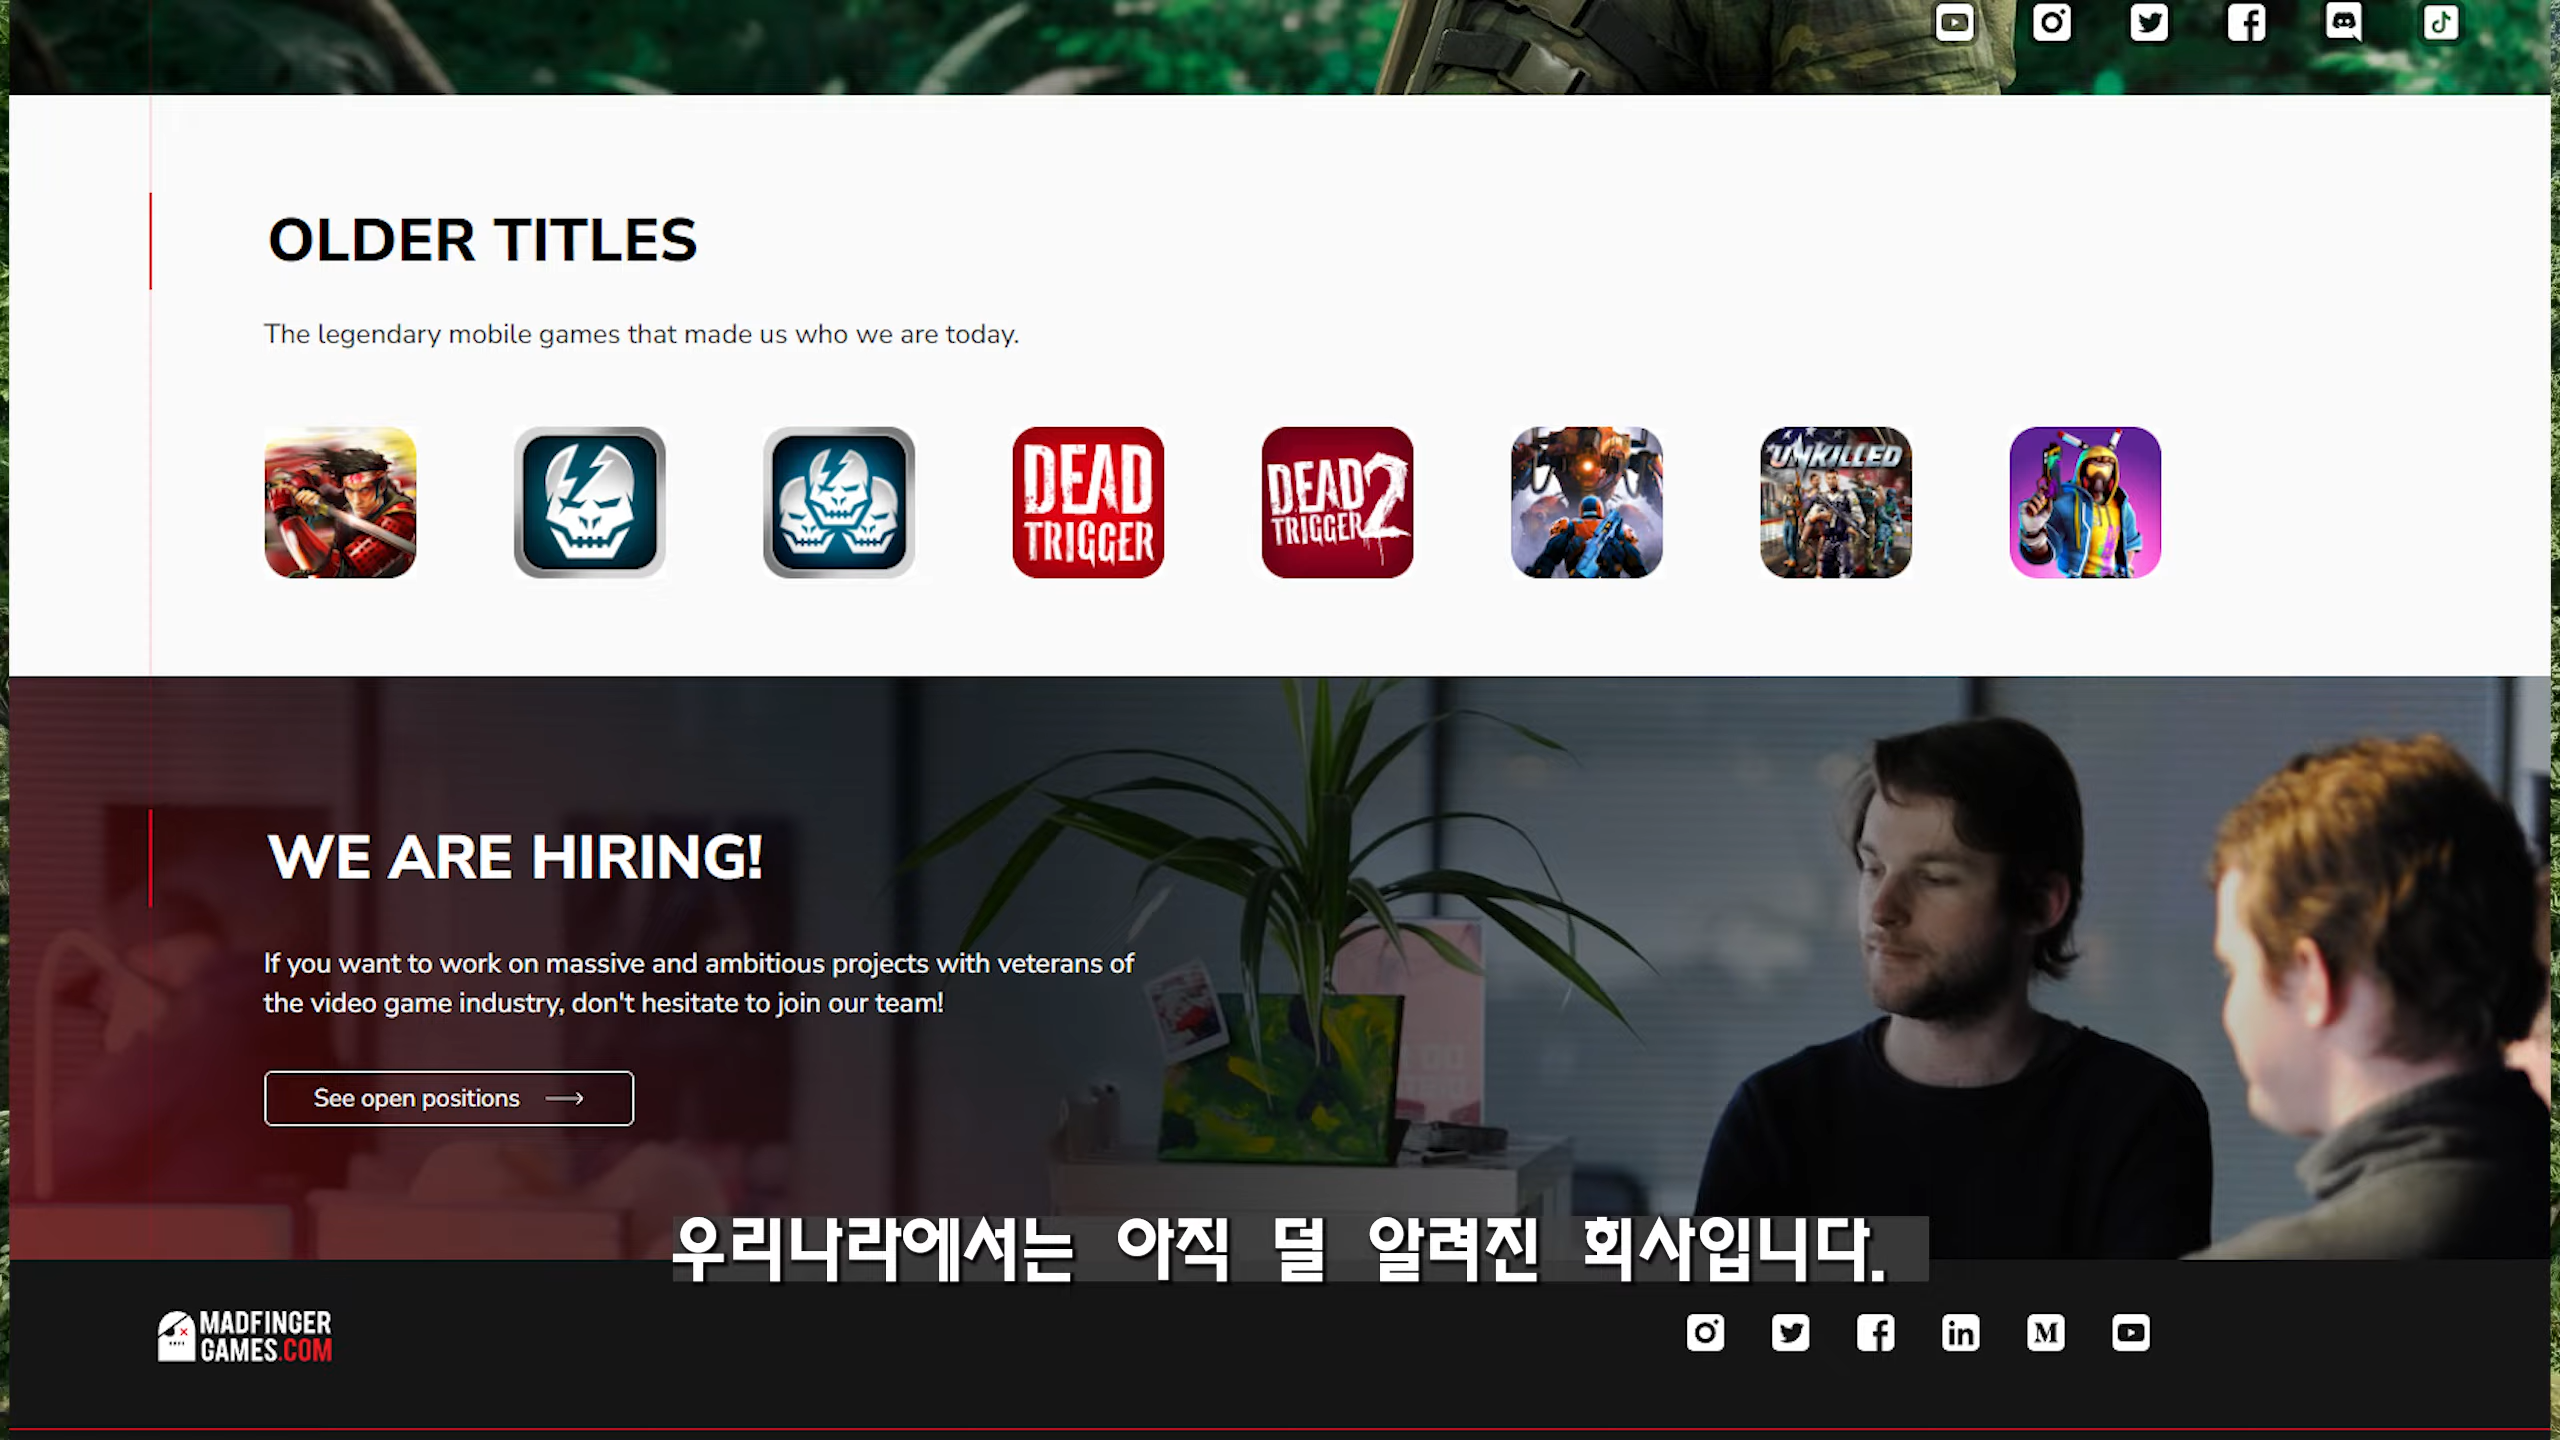 OLDER TITLES
The legendary mobile games that made us who we are today.
DEAD
TRIGGER
DEAD
TRIGGER 2
UNKILLED
WE ARE HIRING!
If you want to work on massive and ambitious projects with veterans of
the video game industry, don't hesitate to join our team!
See open positions
우리나라에서는 아직 덜 알려진 회사입니다.
MADFINGER
GAMES.COM